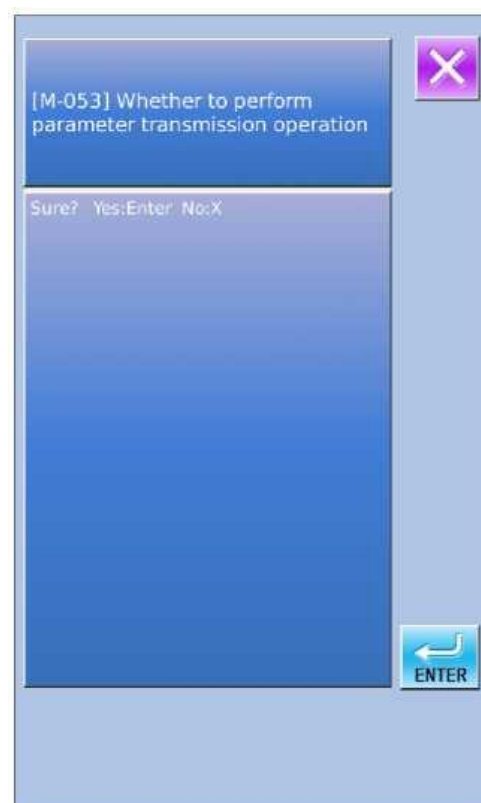 [M-053] Whether to perform
parameter transmission operation
Sure? Yes:Enter No:X
ENTER